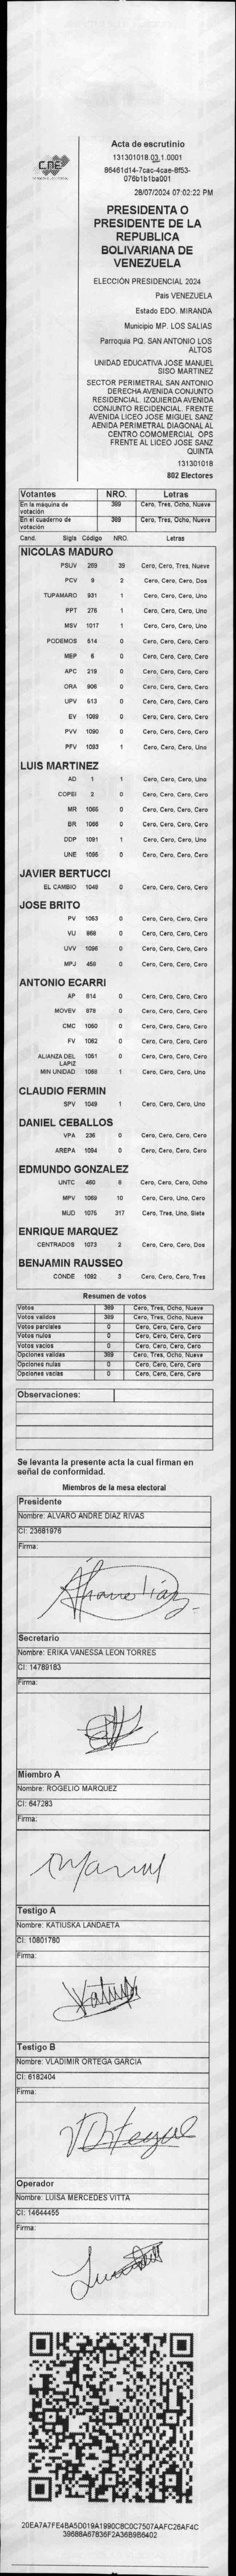 CNE
Acta de escrutinio
131301018.03.1.0001
86461d14-7cac-4cae-8f53-
076b1b1ba001
28/07/2024 07:02:22 PM
PRESIDENTA O
PRESIDENTE DE LA
REPUBLICA
BOLIVARIANA DE
VENEZUELA
ELECCIÓN PRESIDENCIAL 2024
Pais VENEZUELA
Estado EDO. MIRANDA
Municipio MP. LOS SALIAS
Parroquia PQ. SAN ANTONIO LOS
ALTOS
UNIDAD EDUCATIVA JOSE MANUEL
SISO MARTINEZ
SECTOR PERIMETRAL SAN ANTONIO
DERECHA AVENIDA CONJUNTO
RESIDENCIAL. IZQUIERDA AVENIDA
CONJUNTO RECIDENCIAL. FRENTE
AVENIDA LICEO JOSE MIGUEL SANZ
AENIDA PERIMETRAL DIAGONAL AL
CENTRO COMOMERCIAL OPS
FRENTE AL LICEO JOSE SANZ
QUINTA
131301018
802 Electores
Votantes NRO. Letras
En la máquina de votación 389 Cero, Tres, Ocho, Nueve
En el cuaderno de votación 389 Cero, Tres, Ocho, Nueve
Cand. Sigla Código NRO. Letras
NICOLAS MADURO
PSUV 269 39 Cero, Cero, Tres, Nueve
PCV 9 2 Cero, Cero, Cero, Dos
TUPAMARO 931 1 Cero, Cero, Cero, Uno
PPT 276 1 Cero, Cero, Cero, Uno
MSV 1017 1 Cero, Cero, Cero, Uno
PODEMOS 514 0 Cero, Cero, Cero, Cero
MEP 6 0 Cero, Cero, Cero, Cero
APC 219 0 Cero, Cero, Cero, Cero
ORA 906 0 Cero, Cero, Cero, Cero
UPV 513 0 Cero, Cero, Cero, Cero
EV 1089 0 Cero, Cero, Cero, Cero
PVV 1090 0 Cero, Cero, Cero, Cero
PFV 1093 1 Cero, Cero, Cero, Uno
LUIS MARTINEZ
AD 1 1 Cero, Cero, Cero, Uno
COPEI 2 0 Cero, Cero, Cero, Cero
MR 1065 0 Cero, Cero, Cero, Cero
BR 1066 0 Cero, Cero, Cero, Cero
DDP 1091 1 Cero, Cero, Cero, Uno
UNE 1095 0 Cero, Cero, Cero, Cero
JAVIER BERTUCCI
EL CAMBIO 1048 0 Cero, Cero, Cero, Cero
JOSE BRITO
PV 1053 0 Cero, Cero, Cero, Cero
VU 868 0 Cero, Cero, Cero, Cero
UVV 1096 0 Cero, Cero, Cero, Cero
MPJ 458 0 Cero, Cero, Cero, Cero
ANTONIO ECARRI
AP 614 0 Cero, Cero, Cero, Cero
MOVEV 878 0 Cero, Cero, Cero, Cero
CMC 1050 0 Cero, Cero, Cero, Cero
FV 1062 0 Cero, Cero, Cero, Cero
ALIANZA DEL LAPIZ 1051 0 Cero, Cero, Cero, Cero
MIN UNIDAD 1068 1 Cero, Cero, Cero, Uno
CLAUDIO FERMIN
SPV 1049 1 Cero, Cero, Cero, Uno
DANIEL CEBALLOS
VPA 236 0 Cero, Cero, Cero, Cero
AREPA 1094 0 Cero, Cero, Cero, Cero
EDMUNDO GONZALEZ
UNTC 460 8 Cero, Cero, Cero, Ocho
MPV 1069 10 Cero, Cero, Uno, Cero
MUD 1075 317 Cero, Tres, Uno, Siete
ENRIQUE MARQUEZ
CENTRADOS 1073 2 Cero, Cero, Cero, Dos
BENJAMIN RAUSSEO
CONDE 1092 3 Cero, Cero, Cero, Tres
Resumen de votos
Votos 389 Cero, Tres, Ocho, Nueve
Votos validos 389 Cero, Tres, Ocho, Nueve
Votos parciales 0 Cero, Cero, Cero, Cero
Votos nulos 0 Cero, Cero, Cero, Cero
Votos vacios 0 Cero, Cero, Cero, Cero
Opciones validas 389 Cero, Tres, Ocho, Nueve
Opciones nulas 0 Cero, Cero, Cero, Cero
Opciones vacias 0 Cero, Cero, Cero, Cero
Observaciones:
Se levanta la presente acta la cual firman en
señal de conformidad.
Miembros de la mesa electoral
Presidente
Nombre: ALVARO ANDRE DIAZ RIVAS
CI: 23681976
Firma:
Secretario
Nombre: ERIKA VANESSA LEON TORRES
CI: 14789183
Firma:
Miembro A
Nombre: ROGELIO MARQUEZ
CI: 647283
Firma:
Testigo A
Nombre: KATIUSKA LANDAETA
CI: 10801780
Firma:
Testigo B
Nombre: VLADIMIR ORTEGA GARCIA
CI: 6182404
Firma:
Operador
Nombre: LUISA MERCEDES VITTA
CI: 14644455
Firma:
20EA7A7FE4BA5D019A1990C8C0C7507AAFC28AF4C
39688A67836F2A36B9B6402